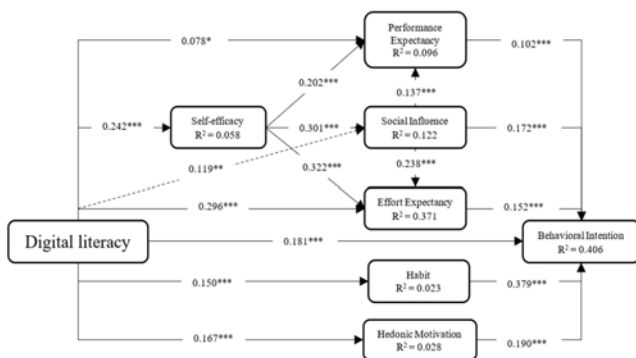 Performance
Expectancy
R² = 0.096
0.078*
0.102***
0.202***
0.137***
Self-efficacy
R² = 0.058
0.242***
0.301***
Social Influence
R² = 0.122
0.172***
0.119**
0.322***
0.238***
0.296***
Effort Expectancy
R² = 0.371
0.152***
Digital literacy
0.181***
Behavioral Intention
R² = 0.406
0.150***
Habit
R² = 0.023
0.379***
0.167***
Hedonic Motivation
R² = 0.028
0.190***